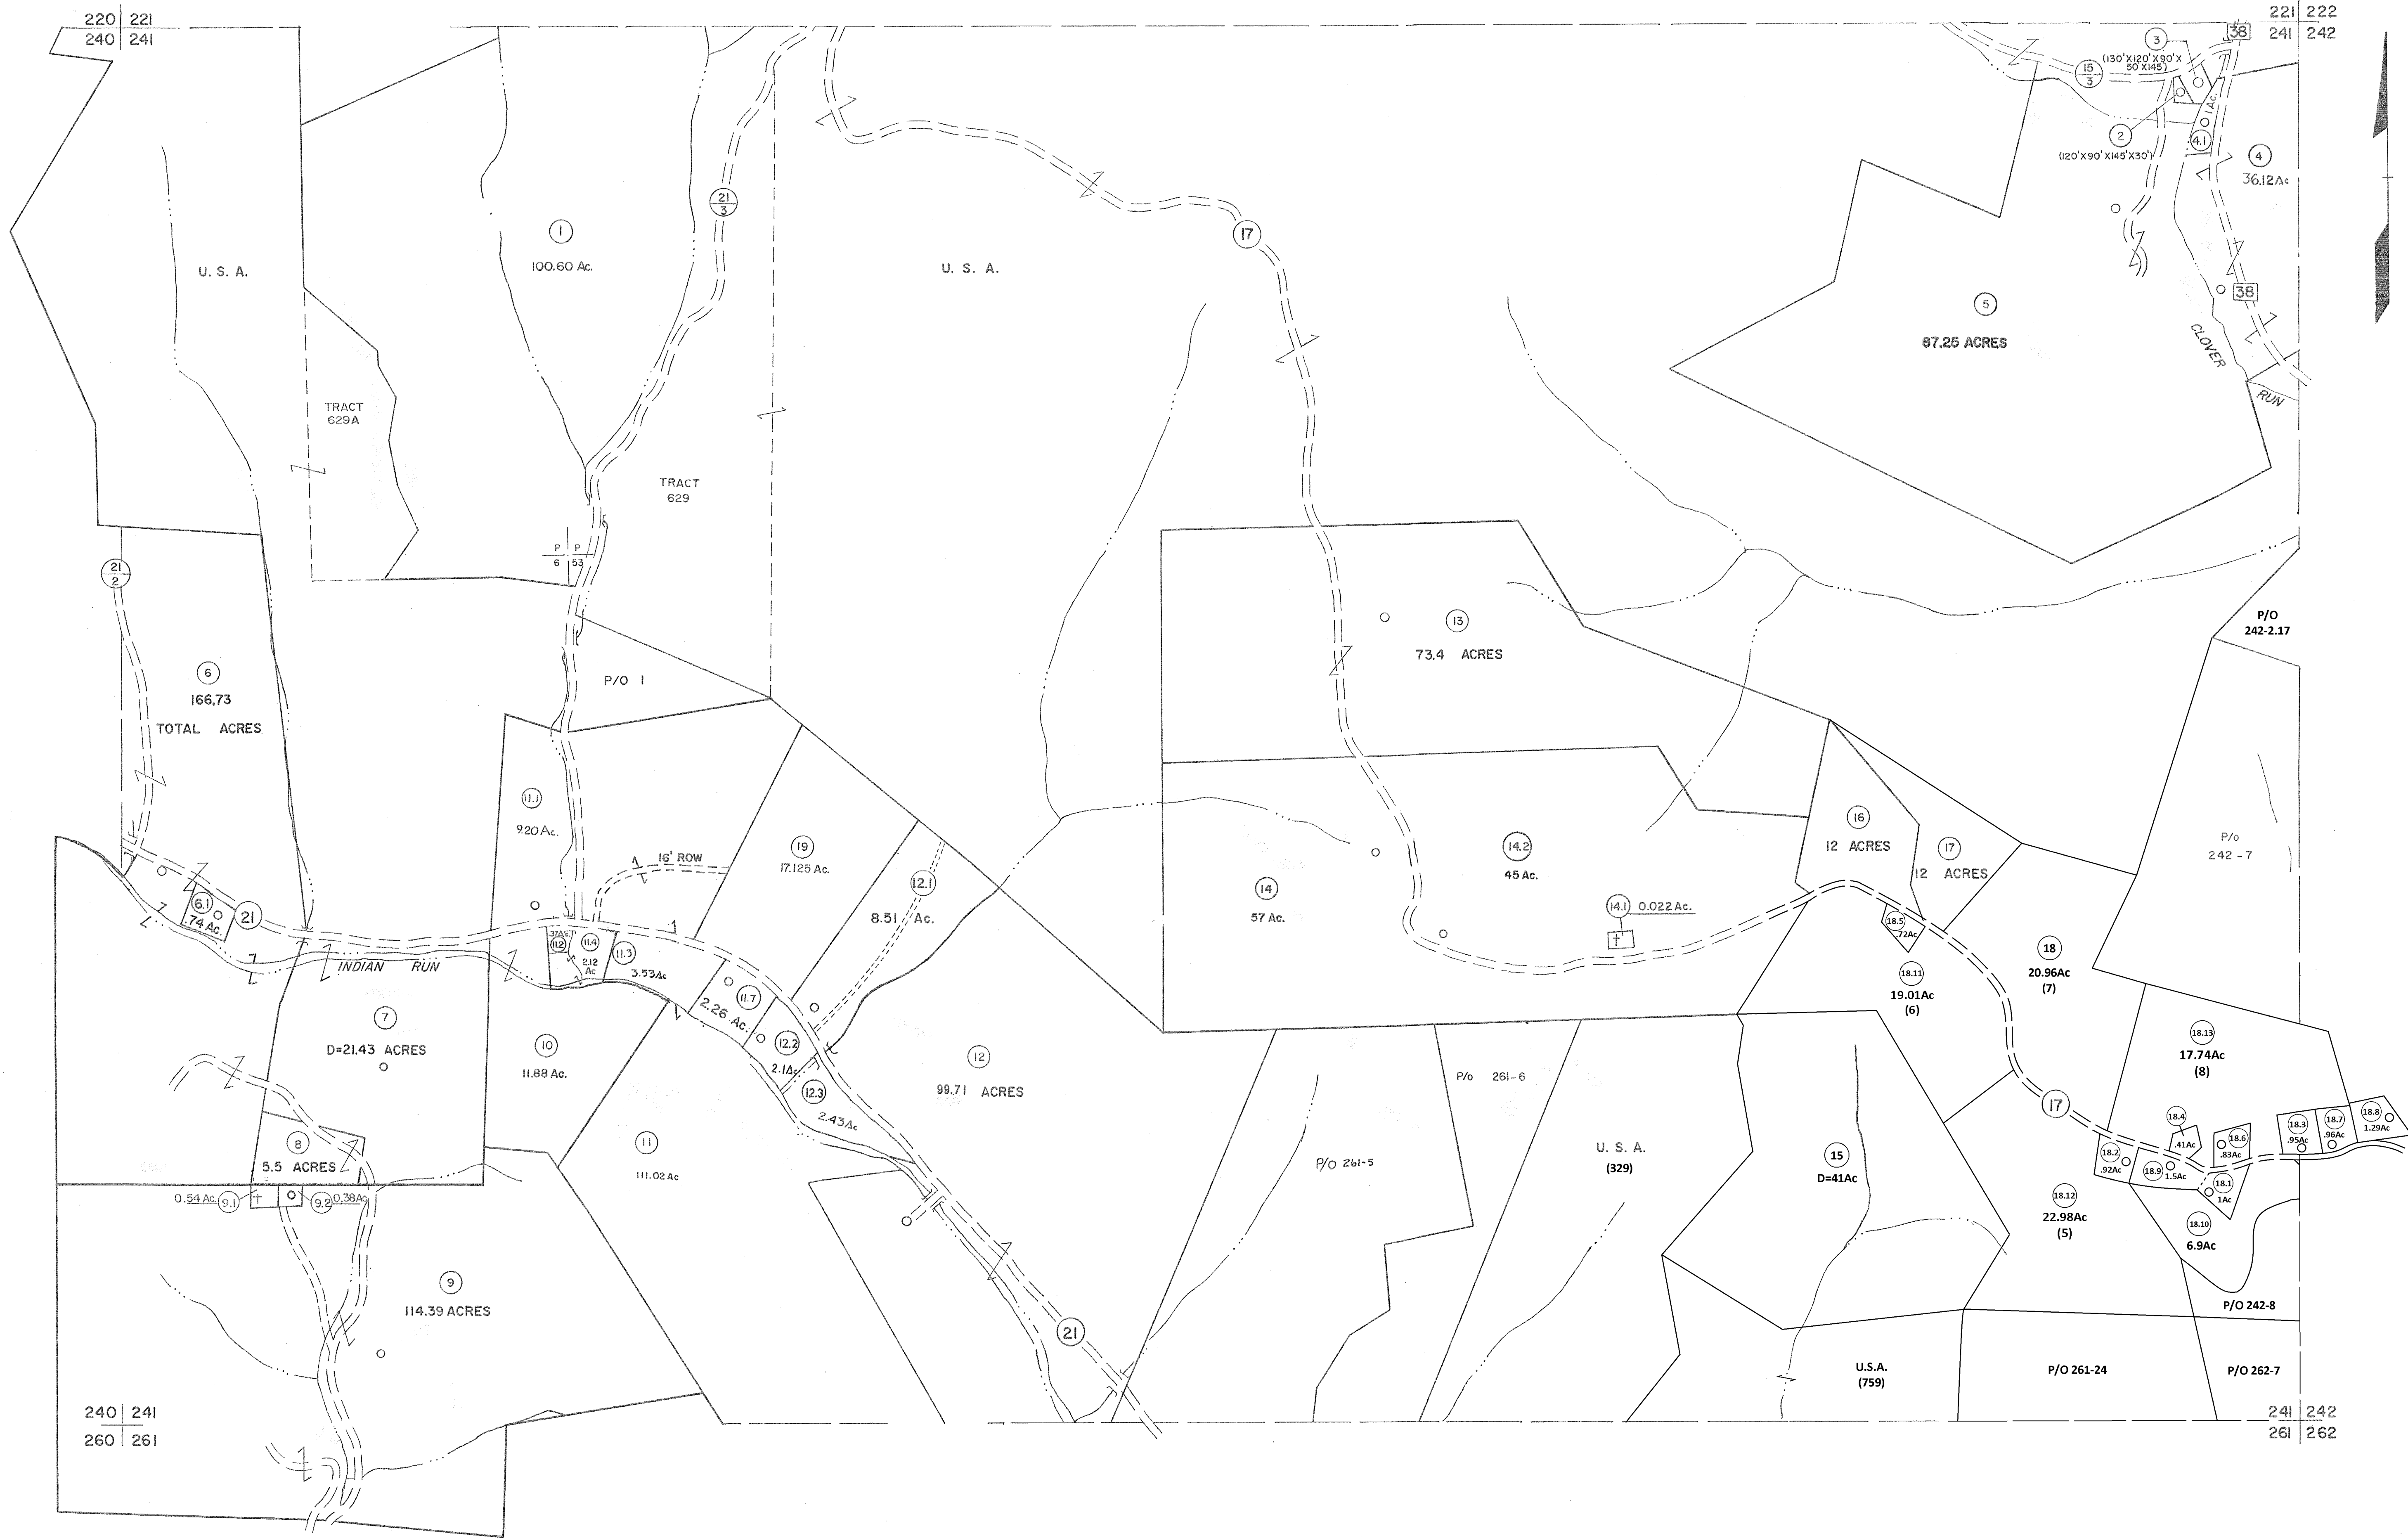 220 221
240 241
221 222
241 242
38
3
(130'X120'X90'X
50'X145')
15
3
2
(120'X90'X145'X30')
1Ac.
4.1
4
36.12Ac
21
3
17
1
100.60 Ac.
U. S. A.
U. S. A.
5
87.25 ACRES
38
CLOVER
RUN
TRACT
629A
TRACT
629
P P
6 53
21
2
6
166.73
TOTAL ACRES
P/O 1
13
73.4 ACRES
P/O
242-2.17
11.1
9.20 Ac.
16' ROW
19
17.125 Ac.
12.1
8.51 Ac.
14.2
45 Ac.
16
12 ACRES
17
12 ACRES
P/o
242-7
14
57 Ac.
14.1 0.022 Ac.
6.1
.74 Ac.
21
INDIAN RUN
11.2
11.4
2.12
Ac
11.3
3.53Ac
11.7
2.26 Ac.
18.5
.72Ac
18.11
19.01Ac
(6)
18
20.96Ac
(7)
7
D=21.43 ACRES
10
11.88 Ac.
12.2
2.1Ac
12.3
2.43Ac
12
99.71 ACRES
P/o 261-6
18.13
17.74Ac
(8)
17
8
5.5 ACRES
11
111.02 Ac
P/O 261-5
U. S. A.
(329)
15
D=41Ac
18.4
.41Ac
18.6
.83Ac
18.3
.95Ac
18.7
.96Ac
18.8
1.29Ac
18.2
.92Ac
18.9
1.5Ac
18.1
1Ac
0.54 Ac. 9.1
9.2 0.38Ac
18.12
22.98Ac
(5)
18.10
6.9Ac
9
114.39 ACRES
21
P/O 242-8
U.S.A.
(759)
P/O 261-24
P/O 262-7
240 241
260 261
241 242
261 262